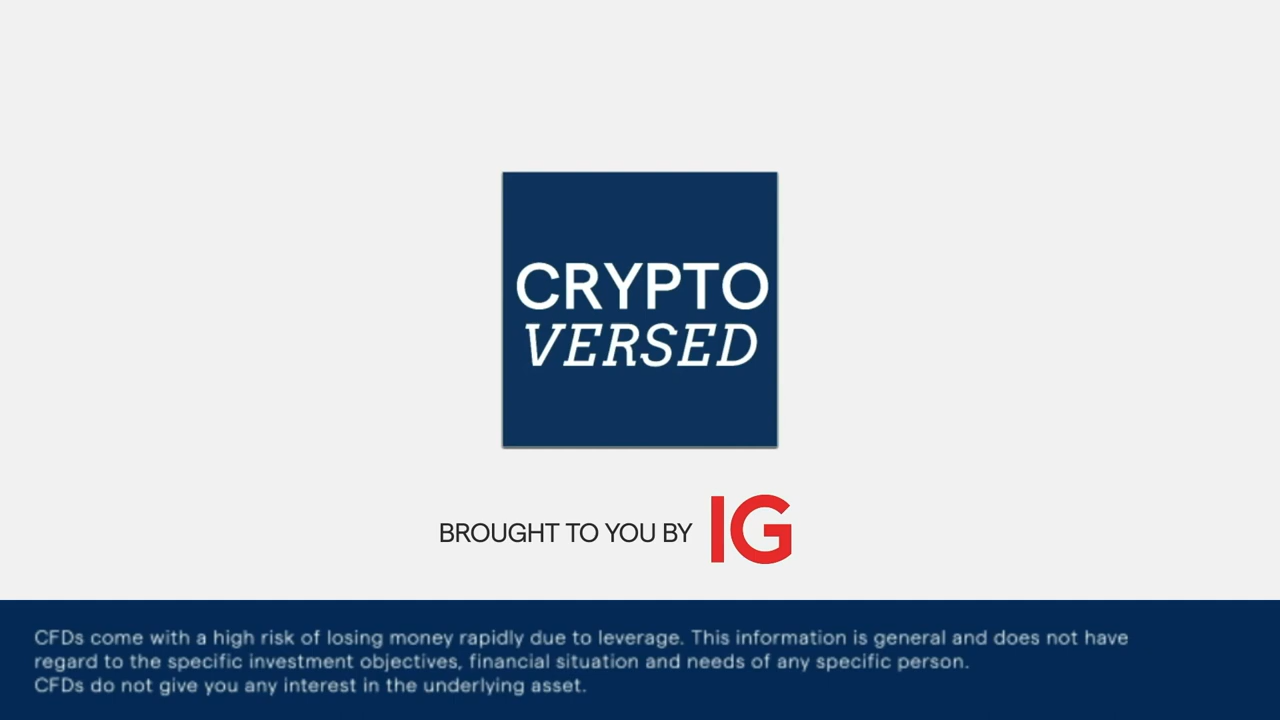 CRYPTO
VERSED
BROUGHT TO YOU BY IG
CFDs come with a high risk of losing money rapidly due to leverage. This information is general and does not have
regard to the specific investment objectives, financial situation and needs of any specific person.
CFDs do not give you any interest in the underlying asset.